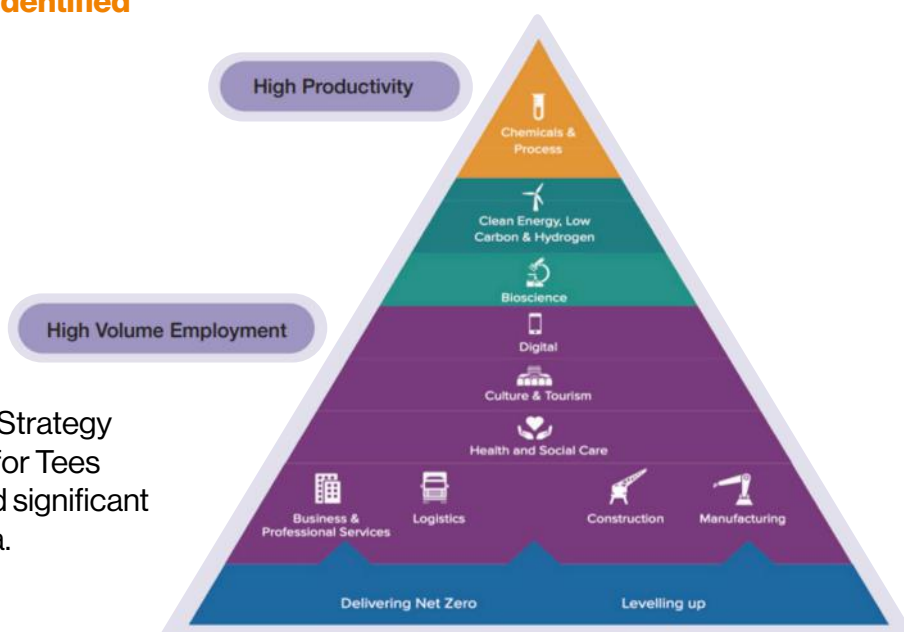 dentified
High Productivity
Chemicals &
Process
Clean Energy, Low
Carbon & Hydrogen
Bioscience
High Volume Employment
Digital
Culture & Tourism
Strategy
for Tees
Health and Social Care
d significant
a.
Business &
Professional Services
Logistics
Construction
Manufacturing
Delivering Net Zero
Levelling up